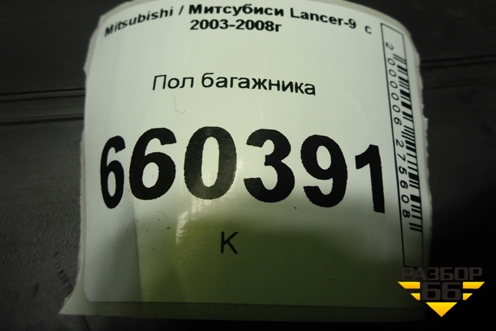 Mitsubishi / Митсубиси Lancer-9 с
2003-2008г
Пол багажника
660391
К
2000006275608
РАЗБОР
66